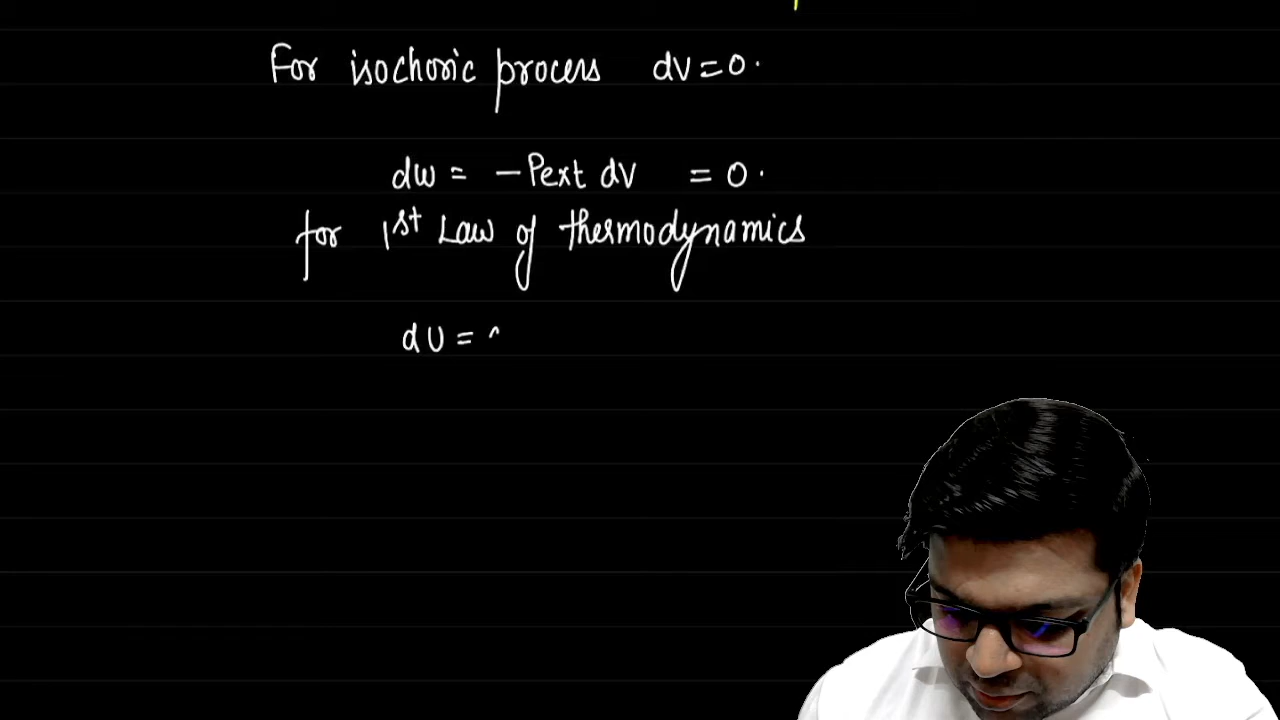 For isochoric process dV = 0.
dw = - Pext dV = 0.
for 1st Law of thermodynamics
dU =